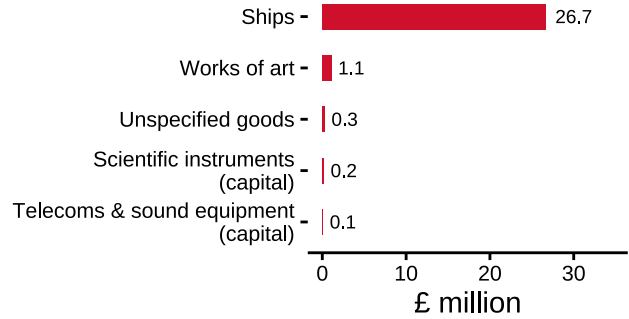 Ships
26.7
Works of art
1.1
Unspecified goods
0.3
Scientific instruments
(capital)
0.2
Telecoms & sound equipment
(capital)
0.1
0 10 20 30
£ million